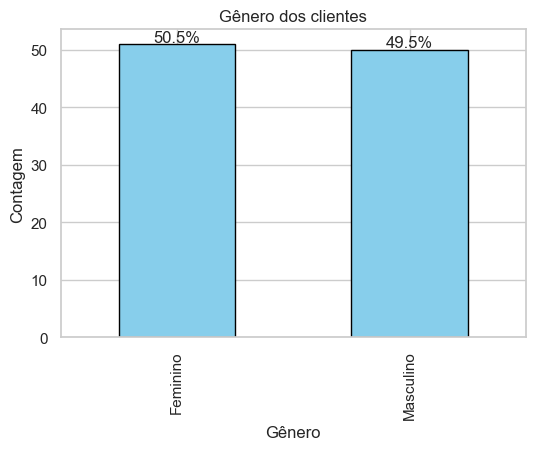 Gênero dos clientes
50.5%
49.5%
50
40
30
20
10
0
Contagem
Feminino
Masculino
Gênero